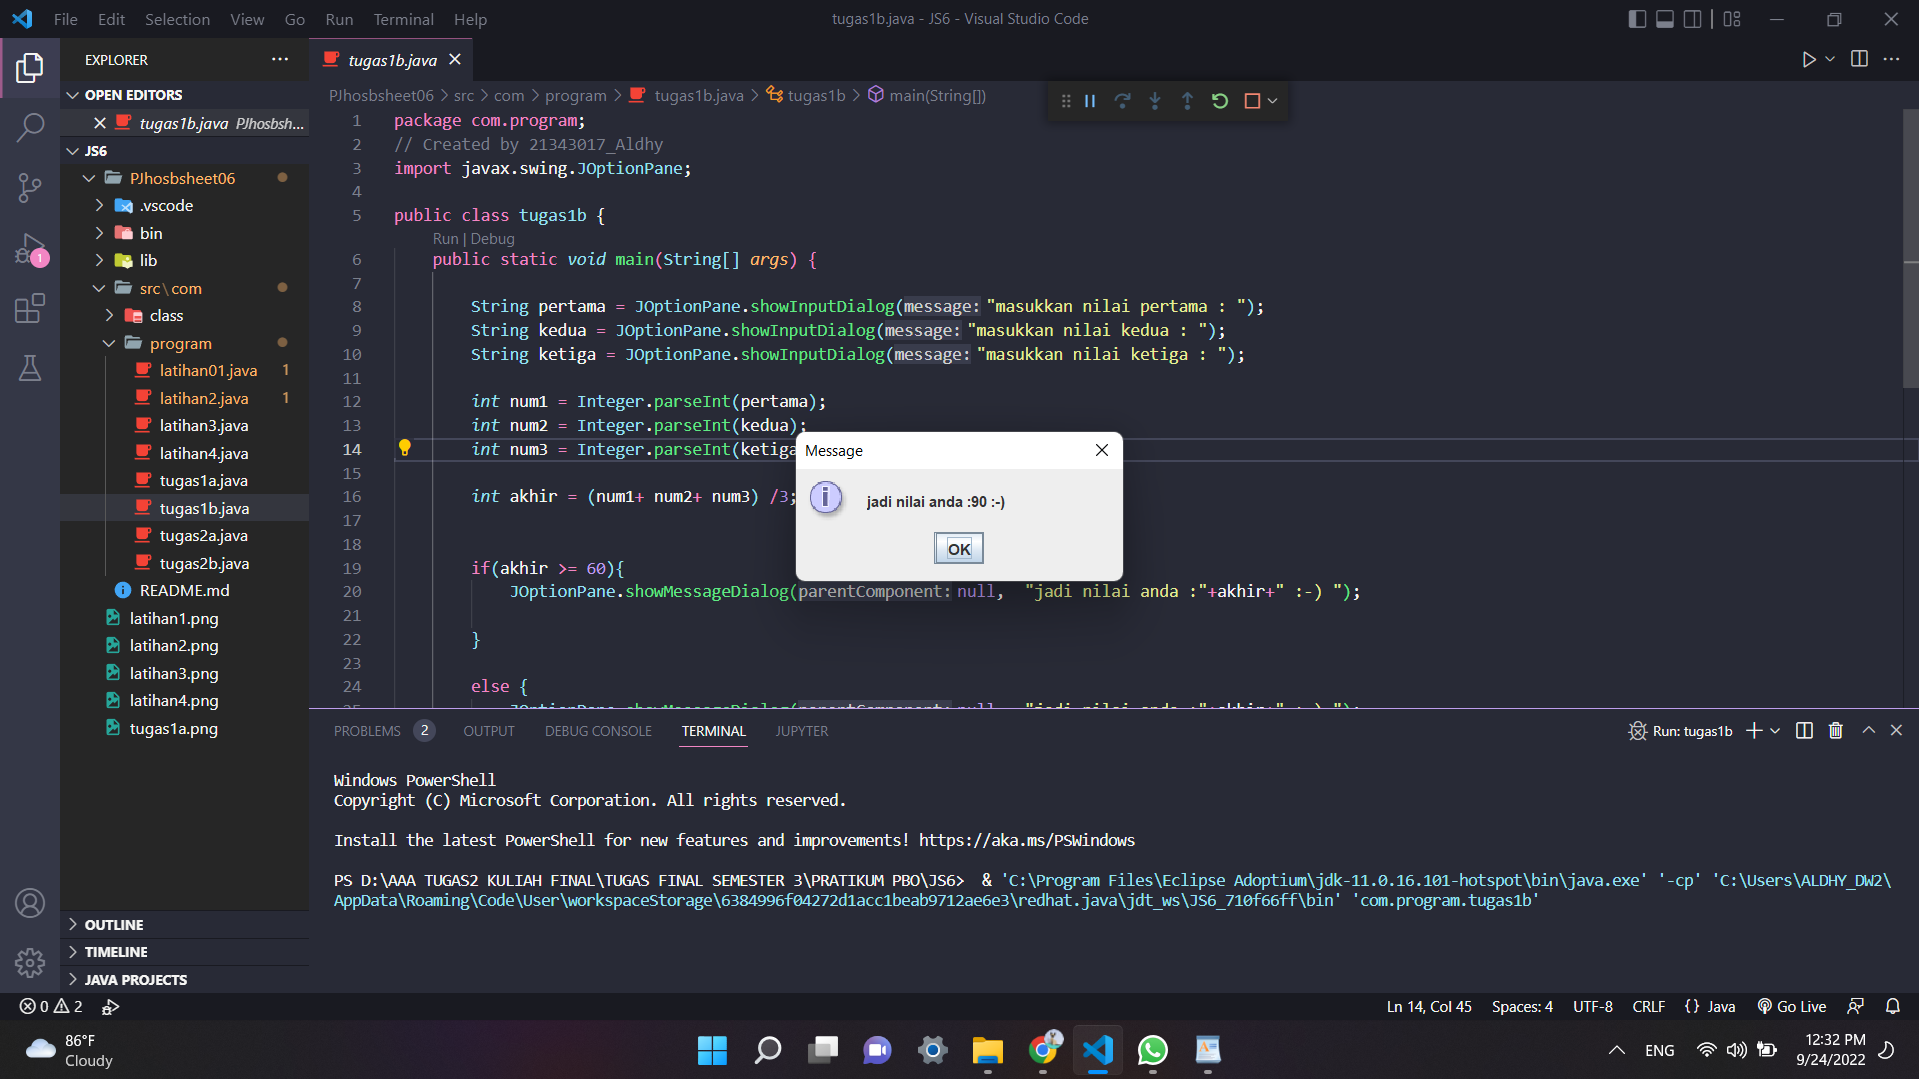 File Edit Selection View Go Run Terminal Help
tugas1b.java - JS6 - Visual Studio Code
EXPLORER
tugas1b.java
OPEN EDITORS
tugas1b.java PJhosbsh...
JS6
PJhosbsheet06
.vscode
bin
lib
src\com
class
program
latihan01.java 1
latihan2.java 1
latihan3.java
latihan4.java
tugas1a.java
tugas1b.java
tugas2a.java
tugas2b.java
README.md
latihan1.png
latihan2.png
latihan3.png
latihan4.png
tugas1a.png
OUTLINE
TIMELINE
JAVA PROJECTS
1
PJhosbsheet06 > src > com > program > tugas1b.java > tugas1b > main(String[])
1 package com.program;
2 // Created by 21343017_Aldhy
3 import javax.swing.JOptionPane;
4
5 public class tugas1b {
Run | Debug
6 public static void main(String[] args) {
7
8 String pertama = JOptionPane.showInputDialog(message: "masukkan nilai pertama : ");
9 String kedua = JOptionPane.showInputDialog(message: "masukkan nilai kedua : ");
10 String ketiga = JOptionPane.showInputDialog(message: "masukkan nilai ketiga : ");
11
12 int num1 = Integer.parseInt(pertama);
13 int num2 = Integer.parseInt(kedua);
14 int num3 = Integer.parseInt(ketiga
15
16 int akhir = (num1+ num2+ num3) /3;
17
18
19 if(akhir >= 60){
20 JOptionPane.showMessageDialog(parentComponent: null, "jadi nilai anda :"+akhir+" :-) ");
21
22 }
23
24 else {
Message
jadi nilai anda :90 :-)
OK
PROBLEMS 2 OUTPUT DEBUG CONSOLE TERMINAL JUPYTER
Run: tugas1b
Windows PowerShell
Copyright (C) Microsoft Corporation. All rights reserved.
Install the latest PowerShell for new features and improvements! https://aka.ms/PSWindows
PS D:\AAA TUGAS2 KULIAH FINAL\TUGAS FINAL SEMESTER 3\PRATIKUM PBO\JS6> & 'C:\Program Files\Eclipse Adoptium\jdk-11.0.16.101-hotspot\bin\java.exe' '-cp' 'C:\Users\ALDHY_DW2\
AppData\Roaming\Code\User\workspaceStorage\6384996f04272d1acc1beab9712ae6e3\redhat.java\jdt_ws\JS6_710f66ff\bin' 'com.program.tugas1b'
0 2
Ln 14, Col 45 Spaces: 4 UTF-8 CRLF {} Java Go Live
86°F
Cloudy
ENG
12:32 PM
9/24/2022